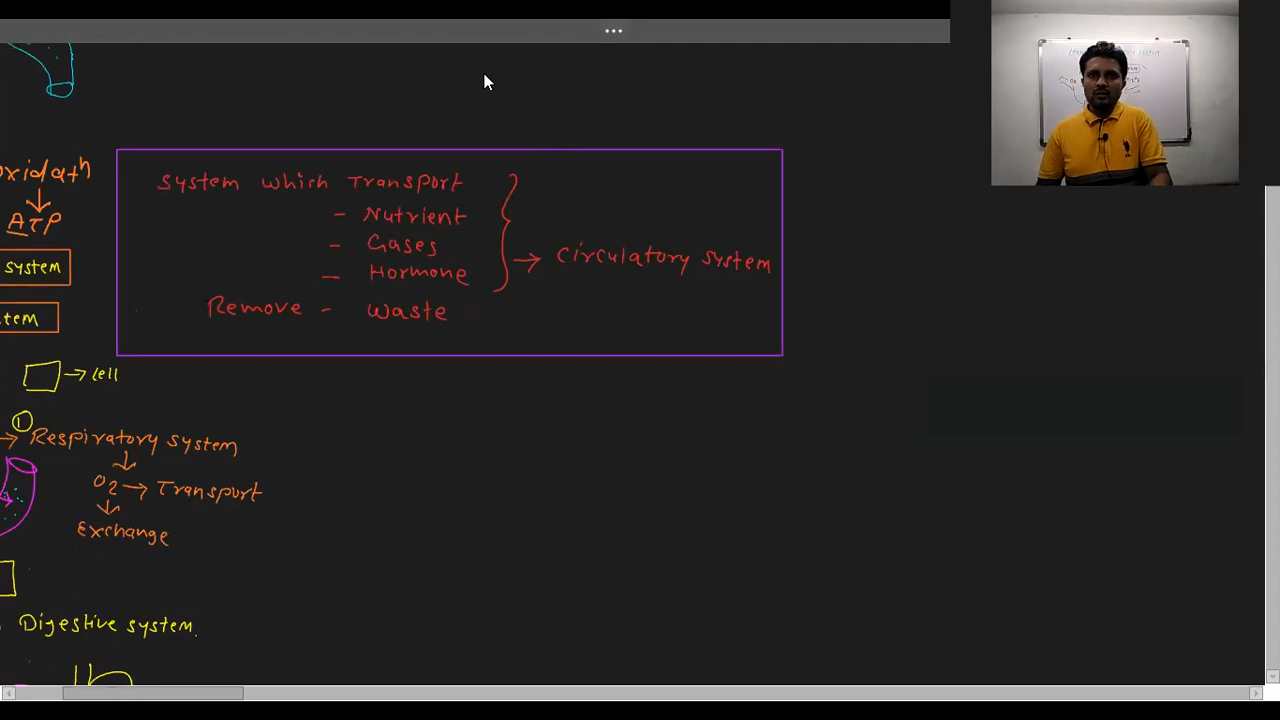 oxidatn
ATP
system
stem
System which Transport
- Nutrient
- Gases
- Hormone
Remove - Waste
→ Circulatory system
→ Cell
①
→ Respiratory system
O2 → Transport
Exchange
Digestive system.